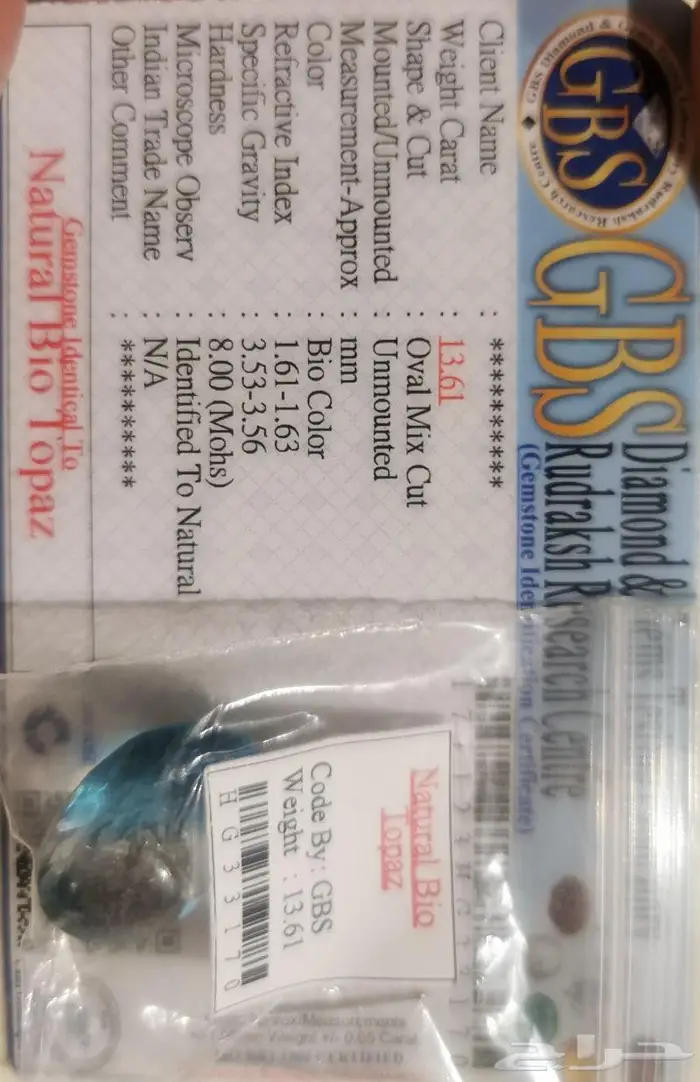 GBS Diamond &
Rudraksh Research Centre
(Gemstone Identification Certificate)
GBS
Client Name : **********
Weight Carat : 13.61
Shape & Cut : Oval Mix Cut
Mounted/Unmounted : Unmounted
Measurement-Approx : mm
Color : Bio Color
Refractive Index : 1.61-1.63
Specific Gravity : 3.53-3.56
Hardness : 8.00 (Mohs)
Microscope Observ : Identified To Natural
Indian Trade Name : N/A
Other Comment : **********
Gemstone Identical To
Natural Bio Topaz
Natural Bio
Topaz
Code By : GBS
Weight : 13.61
HG33170
حراج